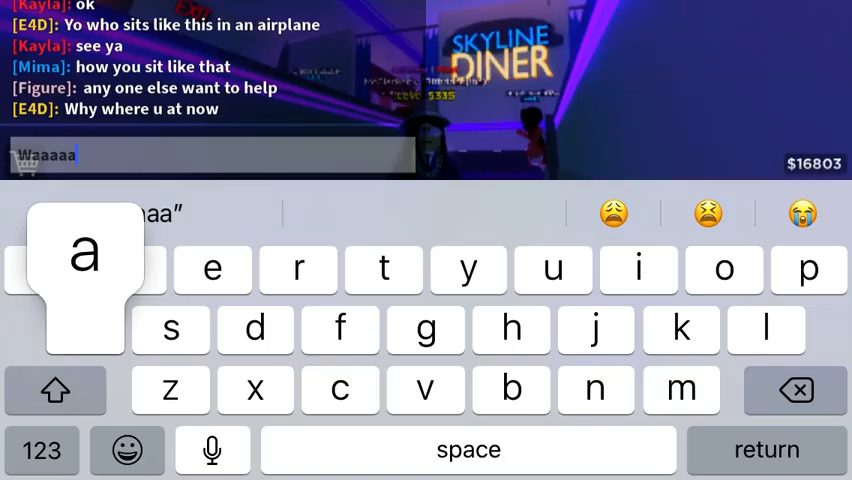 [Kayla]: ok
EXIT
[E4D]: Yo who sits like this in an airplane
[Kayla]: see ya
[Mima]: how you sit like that
[Figure]: any one else want to help
[E4D]: Why where u at now
SKYLINE
DINER
Waaaaa
$16803
a
e r t y u i o p
s d f g h j k l
z x c v b n m
123 space return